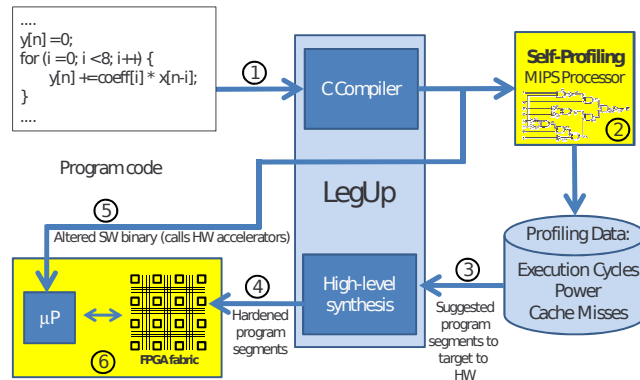 ....
y[n] =0;
for (i =0; i <8; i++) {
y[n] +=coeff[i] * x[n-i];
}
....
Program code
1
C Compiler
LegUp
Self-Profiling
MIPS Processor
2
Profiling Data:
Execution Cycles
Power
Cache Misses
3
Suggested
program
segments to
target to
HW
High-level
synthesis
4
Hardened
program
segments
5
Altered SW binary (calls HW accelerators)
µP
FPGA fabric
6